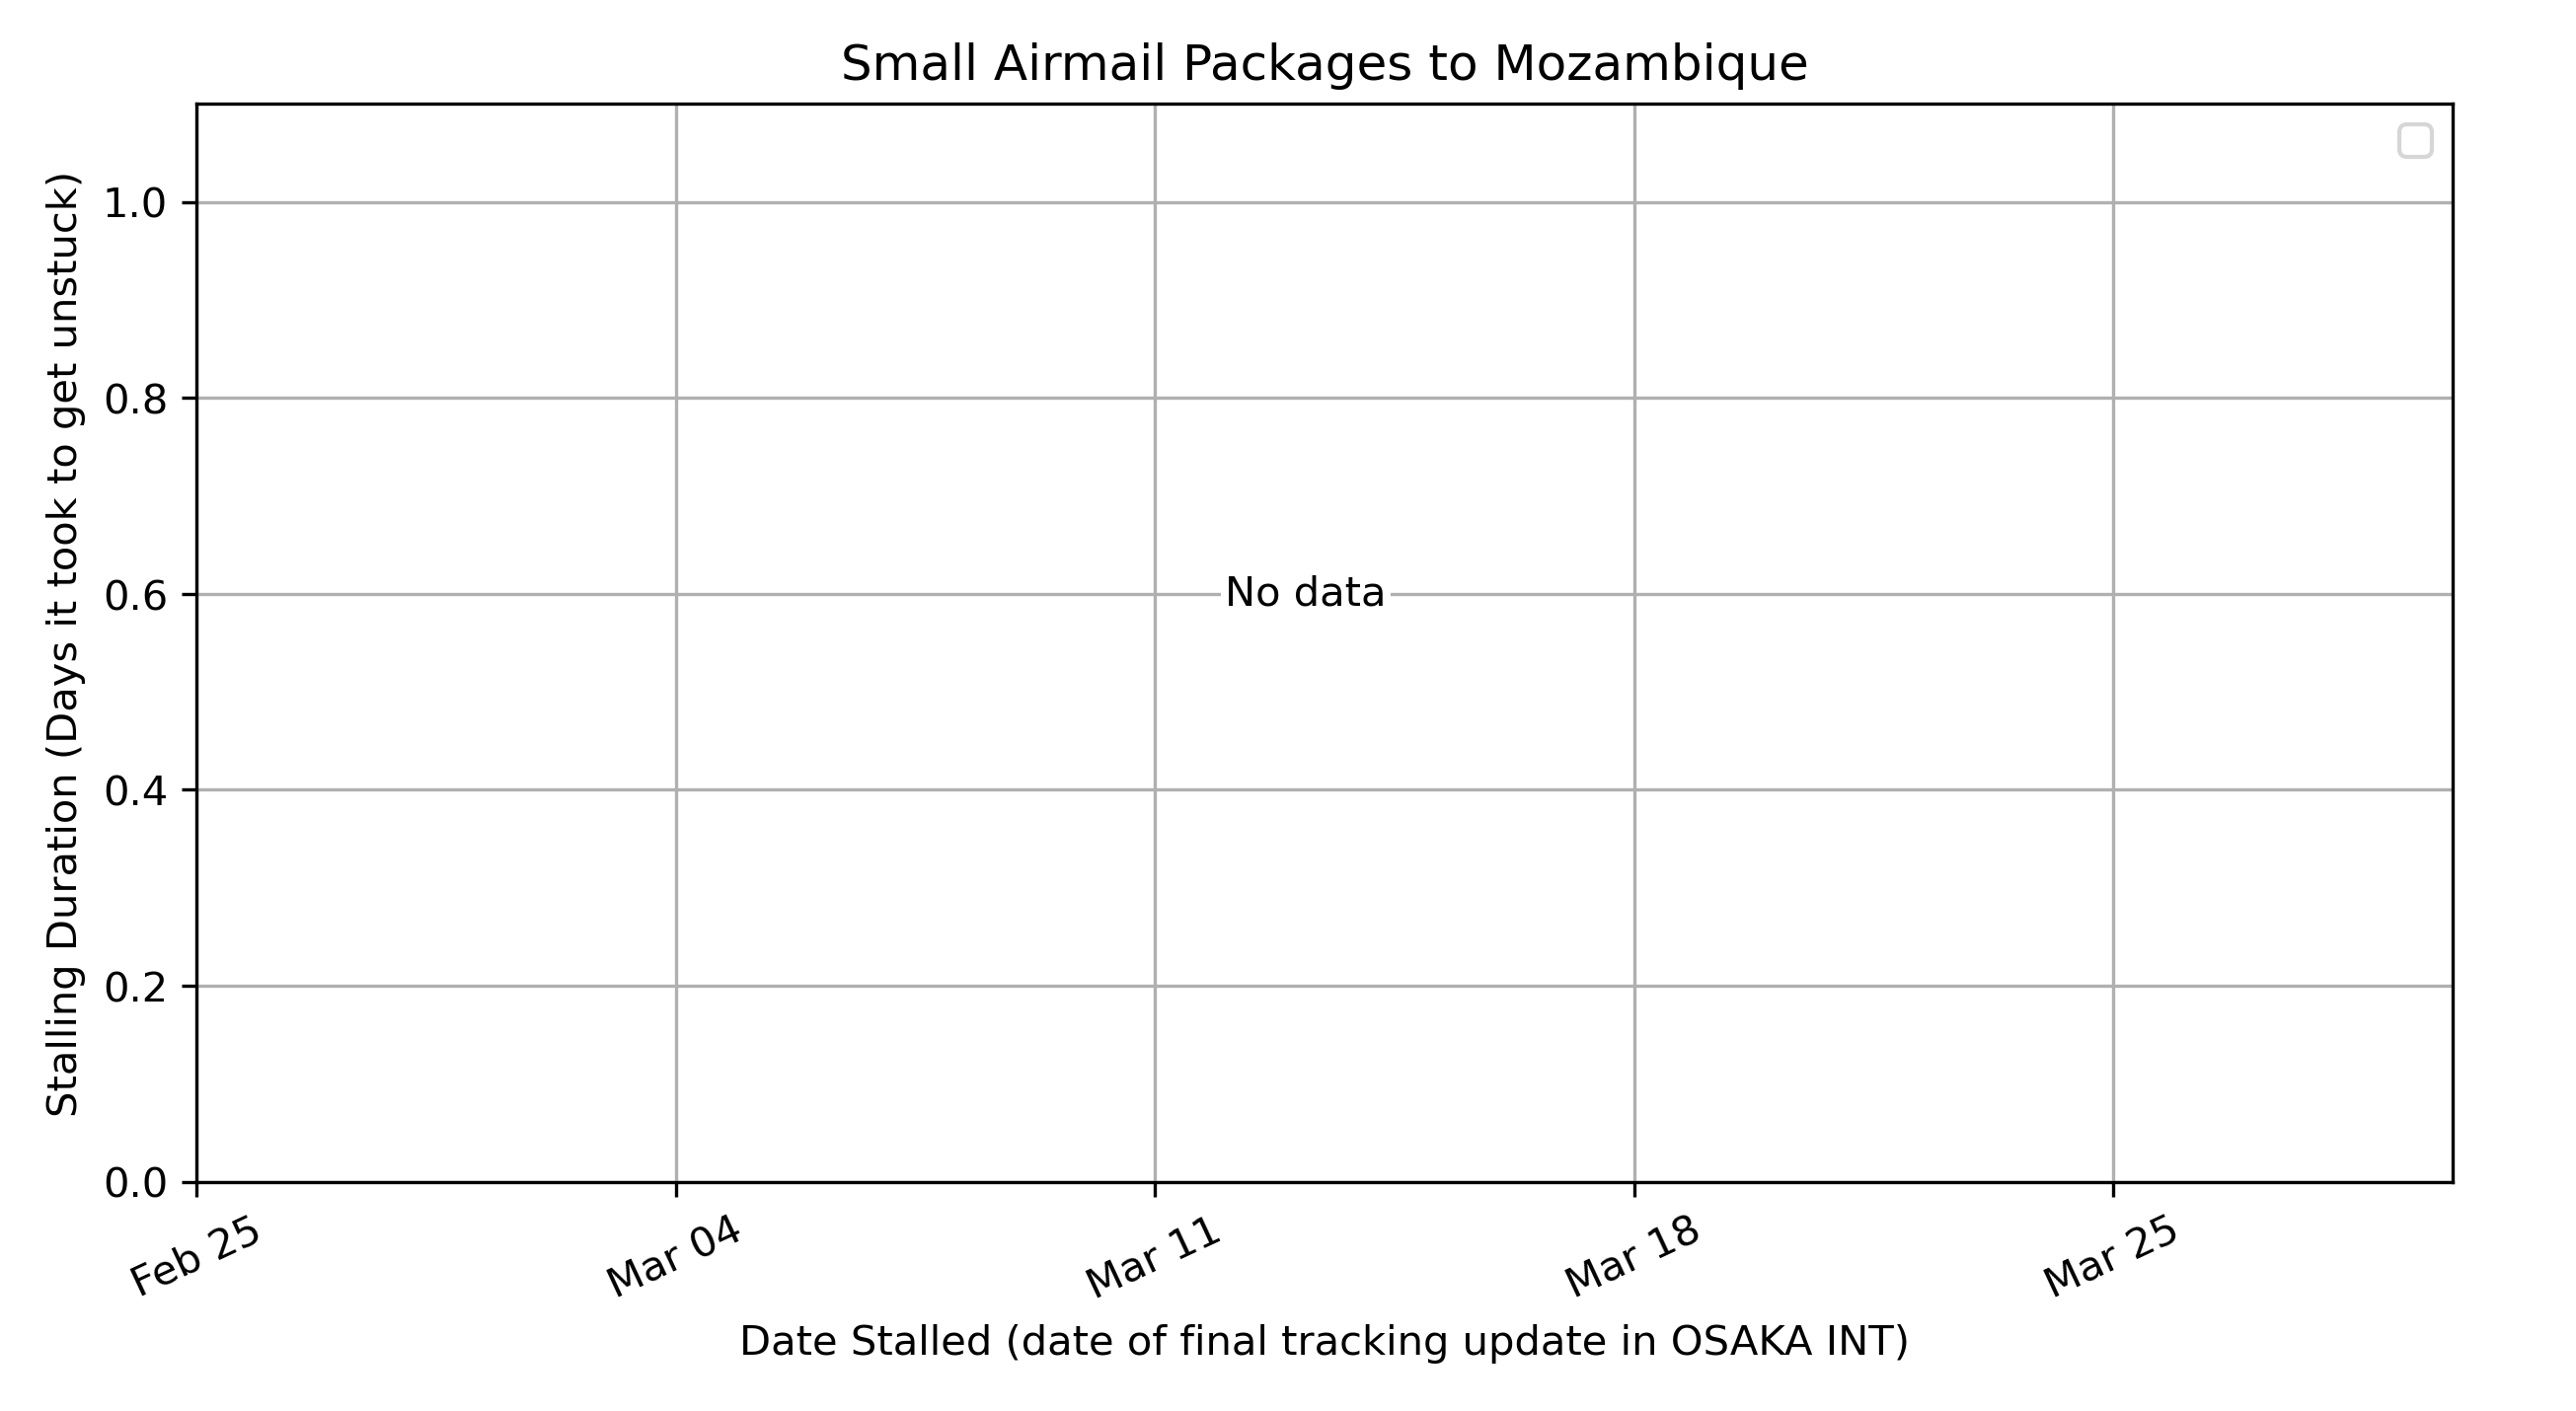 Small Airmail Packages to Mozambique
Stalling Duration (Days it took to get unstuck)
1.0
0.8
0.6
0.4
0.2
0.0
No data
Feb 25
Mar 04
Mar 11
Mar 18
Mar 25
Date Stalled (date of final tracking update in OSAKA INT)